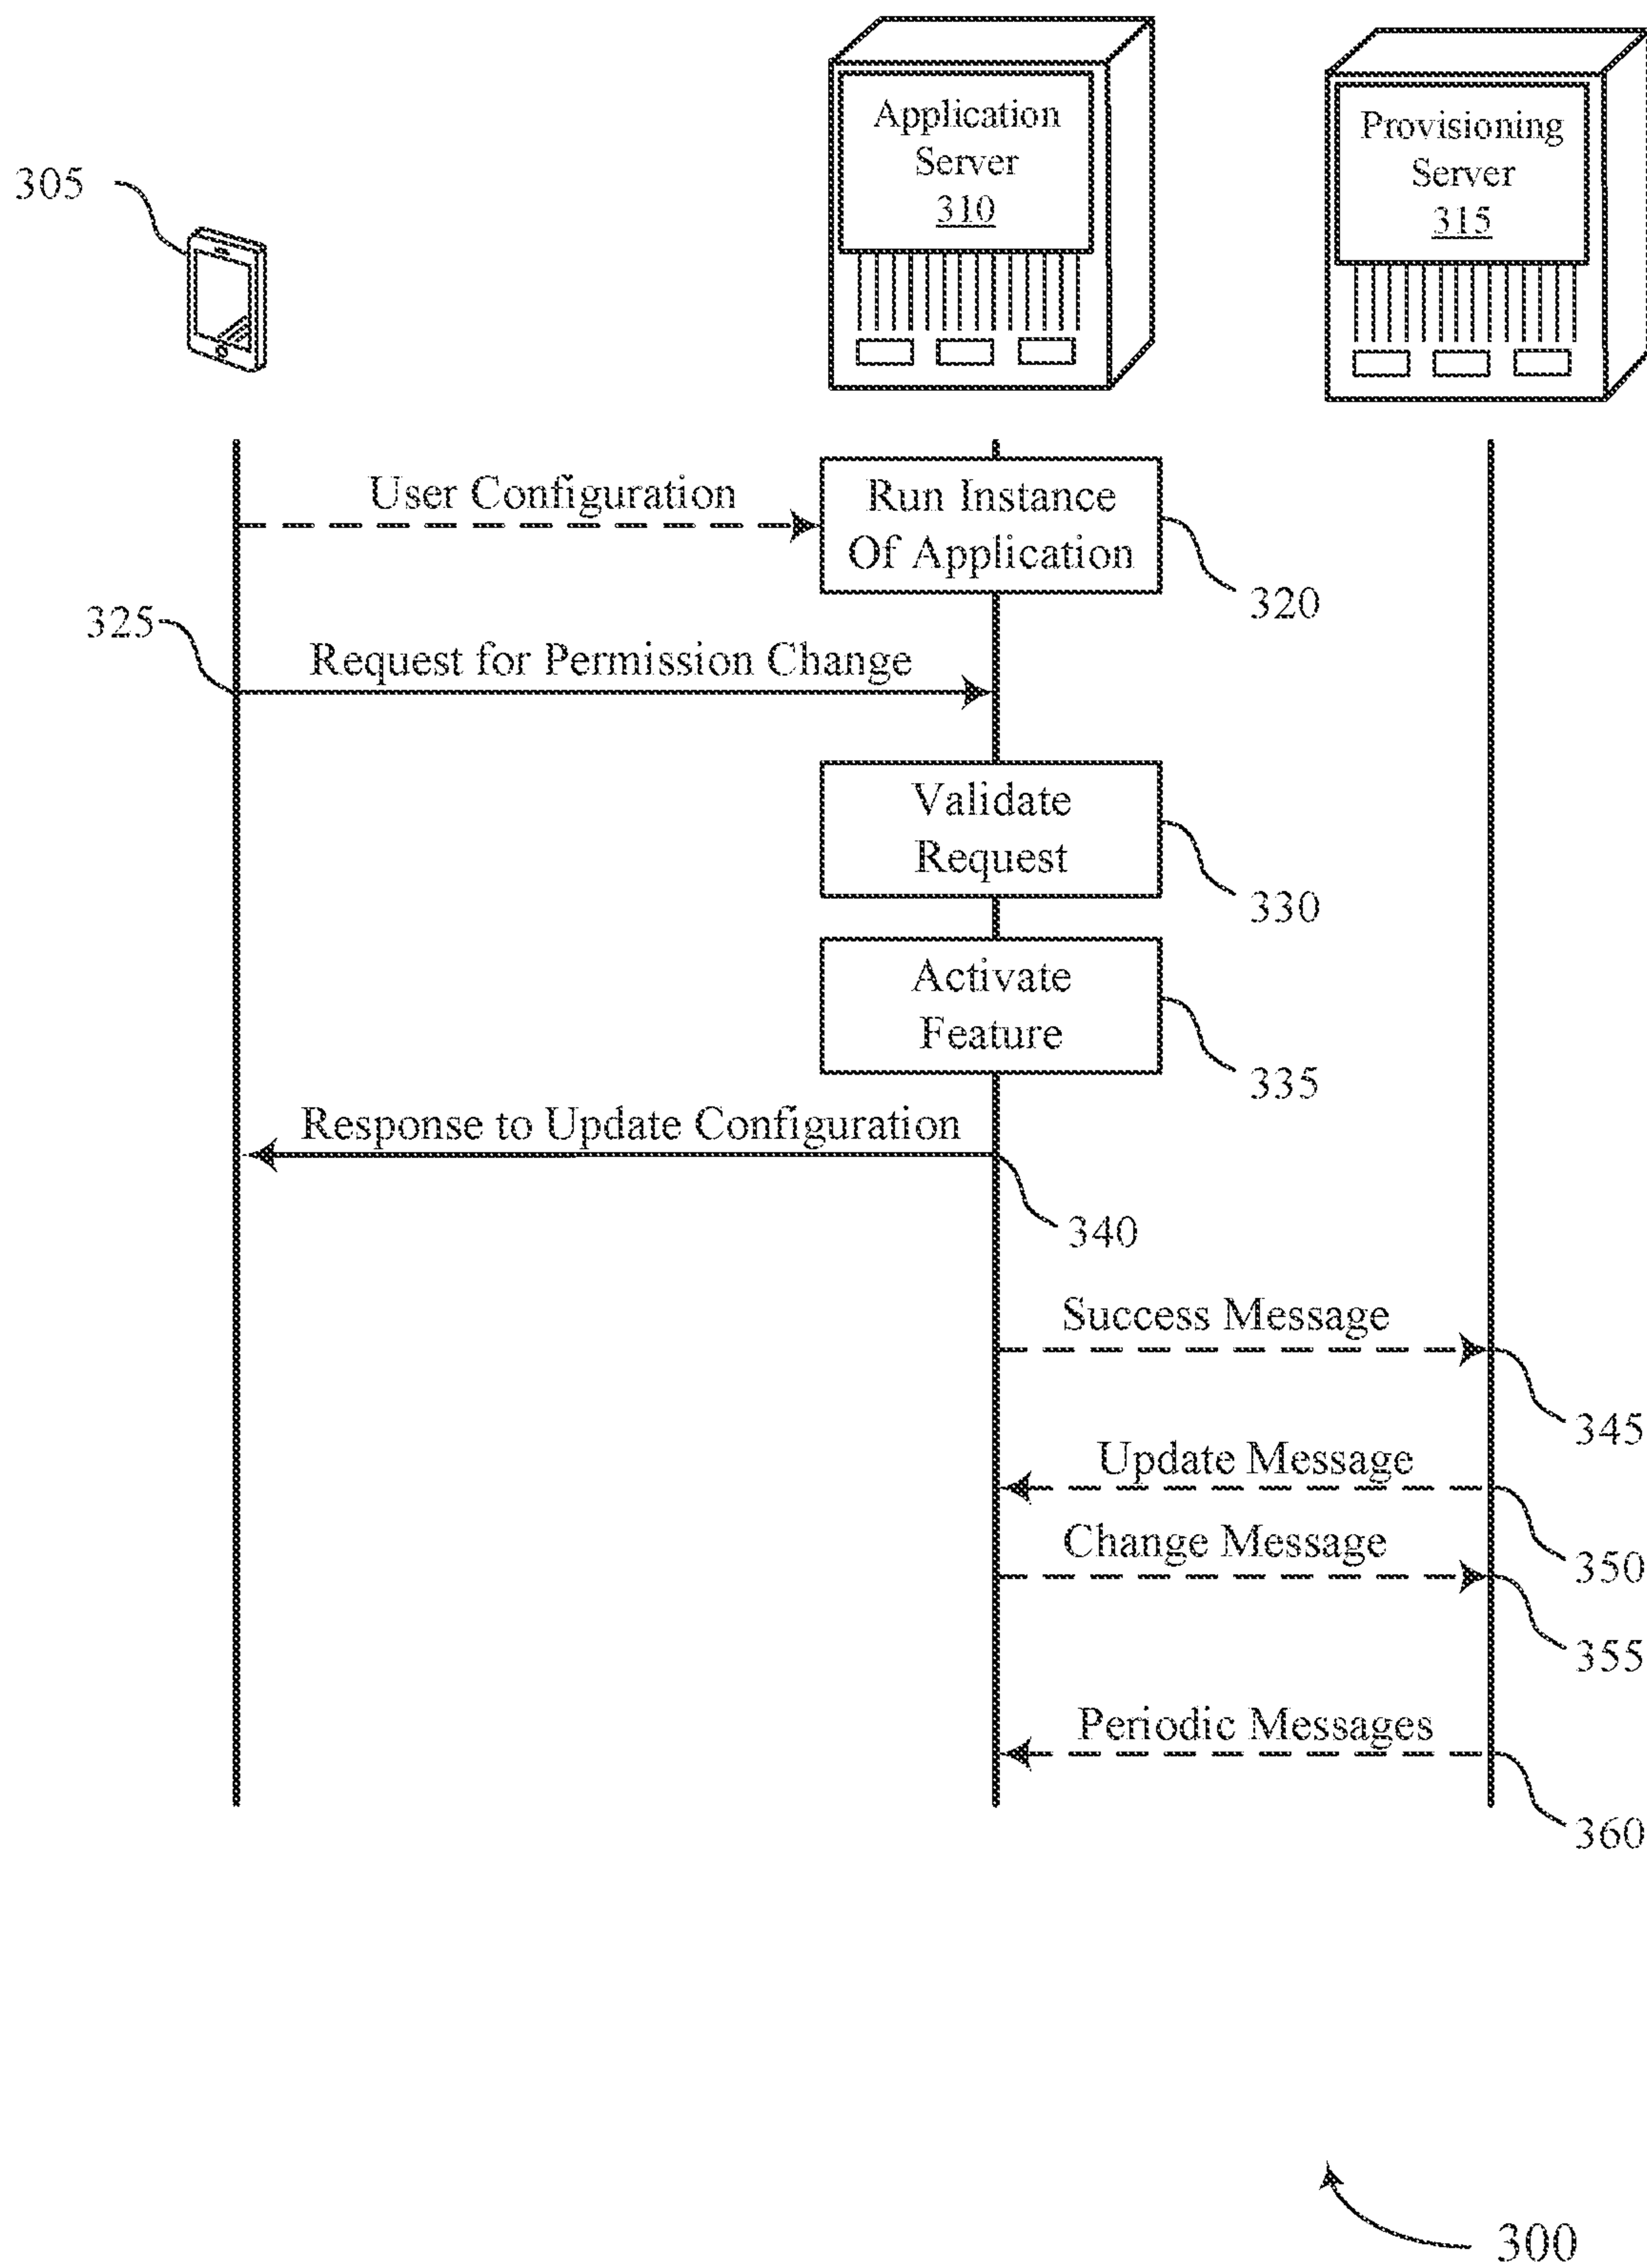 Application
Server
310
Provisioning
Server
315
305
User Configuration
Run Instance
Of Application
320
325
Request for Permission Change
Validate
Request
330
Activate
Feature
335
Response to Update Configuration
340
Success Message
345
Update Message
350
Change Message
355
Periodic Messages
360
300